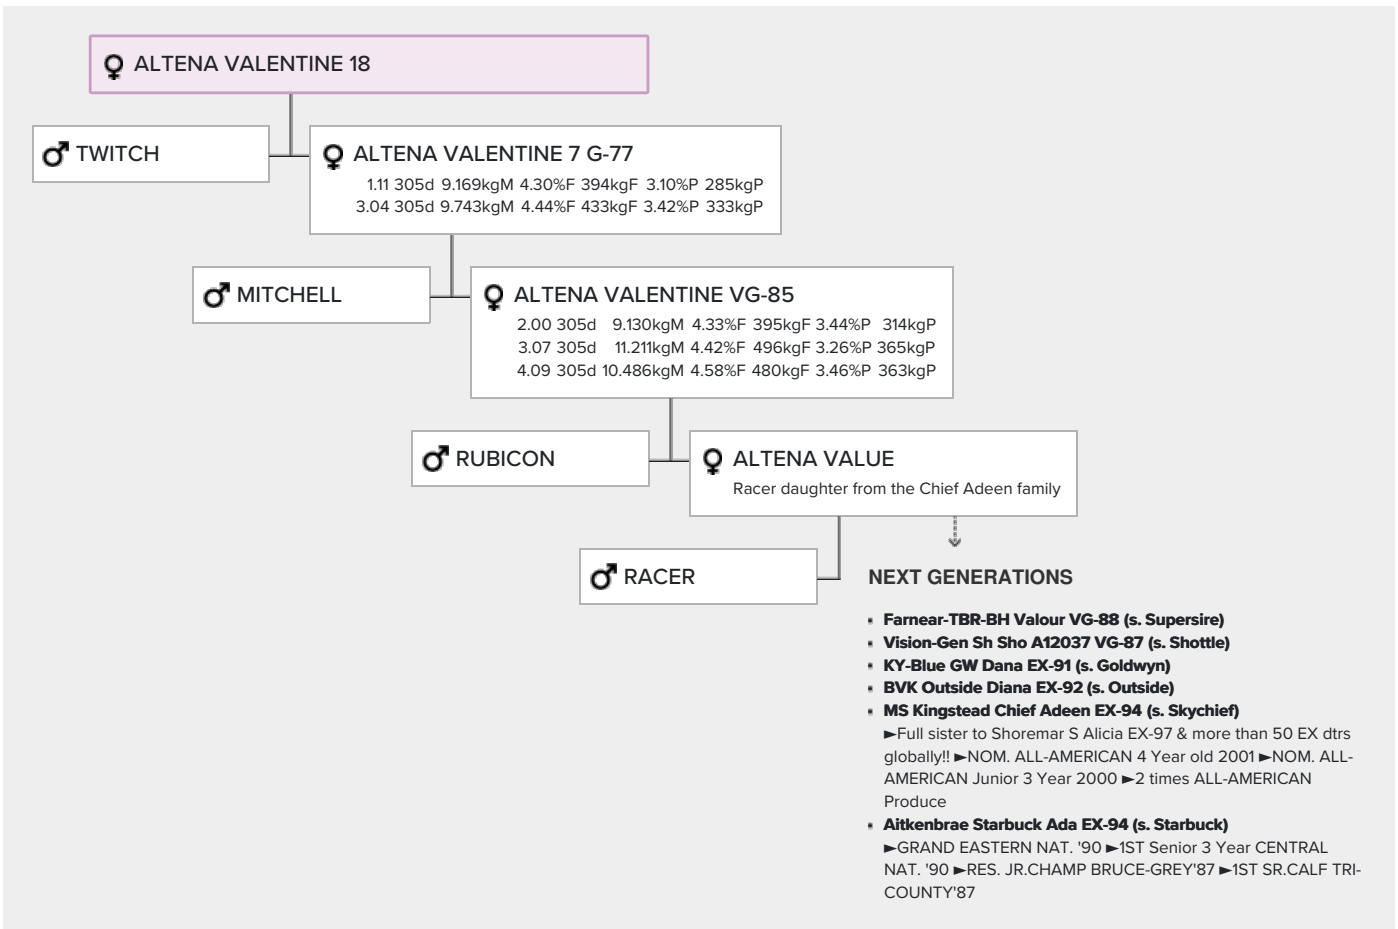 ALTENA VALENTINE 18
TWITCH
ALTENA VALENTINE 7 G-77
1.11 305d 9.169kgM 4.30%F 394kgF 3.10%P 285kgP
3.04 305d 9.743kgM 4.44%F 433kgF 3.42%P 333kgP
MITCHELL
ALTENA VALENTINE VG-85
2.00 305d 9.130kgM 4.33%F 395kgF 3.44%P 314kgP
3.07 305d 11.211kgM 4.42%F 496kgF 3.26%P 365kgP
4.09 305d 10.486kgM 4.58%F 480kgF 3.46%P 363kgP
RUBICON
ALTENA VALUE
Racer daughter from the Chief Adeen family
RACER
NEXT GENERATIONS
▪ Farnear-TBR-BH Valour VG-88 (s. Supersire)
▪ Vision-Gen Sh Sho A12037 VG-87 (s. Shottle)
▪ KY-Blue GW Dana EX-91 (s. Goldwyn)
▪ BVK Outside Diana EX-92 (s. Outside)
▪ MS Kingstead Chief Adeen EX-94 (s. Skychief)
►Full sister to Shoremar S Alicia EX-97 & more than 50 EX dtrs
globally!! ►NOM. ALL-AMERICAN 4 Year old 2001 ►NOM. ALL-
AMERICAN Junior 3 Year 2000 ►2 times ALL-AMERICAN
Produce
▪ Aitkenbrae Starbuck Ada EX-94 (s. Starbuck)
►GRAND EASTERN NAT. '90 ►1ST Senior 3 Year CENTRAL
NAT. '90 ►RES. JR.CHAMP BRUCE-GREY'87 ►1ST SR.CALF TRI-
COUNTY'87